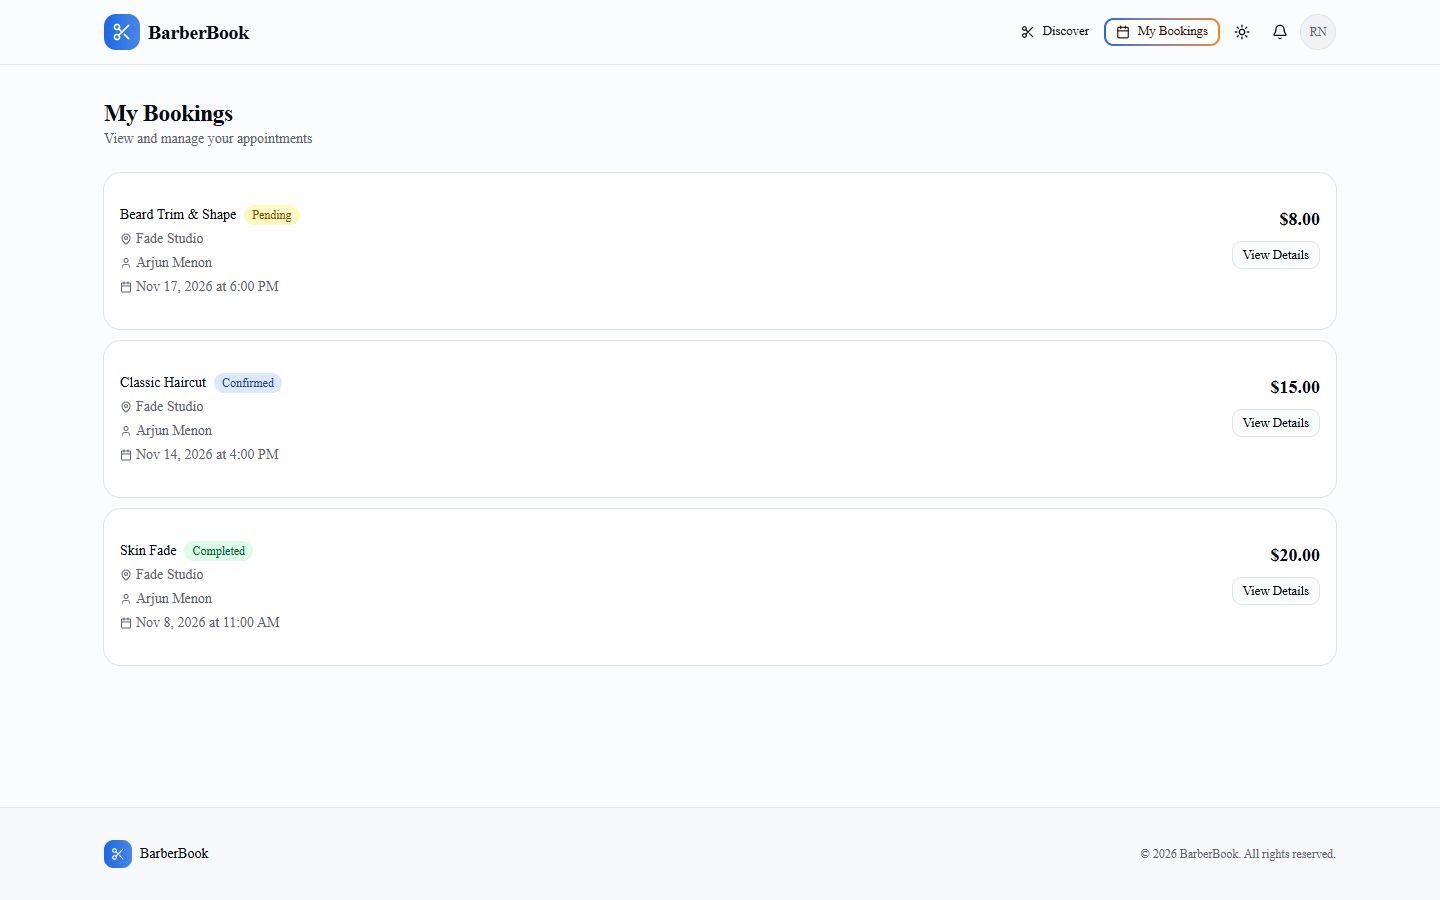 BarberBook
Discover
My Bookings
RN
My Bookings
View and manage your appointments
Beard Trim & Shape Pending
Fade Studio
Arjun Menon
Nov 17, 2026 at 6:00 PM
$8.00
View Details
Classic Haircut Confirmed
Fade Studio
Arjun Menon
Nov 14, 2026 at 4:00 PM
$15.00
View Details
Skin Fade Completed
Fade Studio
Arjun Menon
Nov 8, 2026 at 11:00 AM
$20.00
View Details
BarberBook
© 2026 BarberBook. All rights reserved.